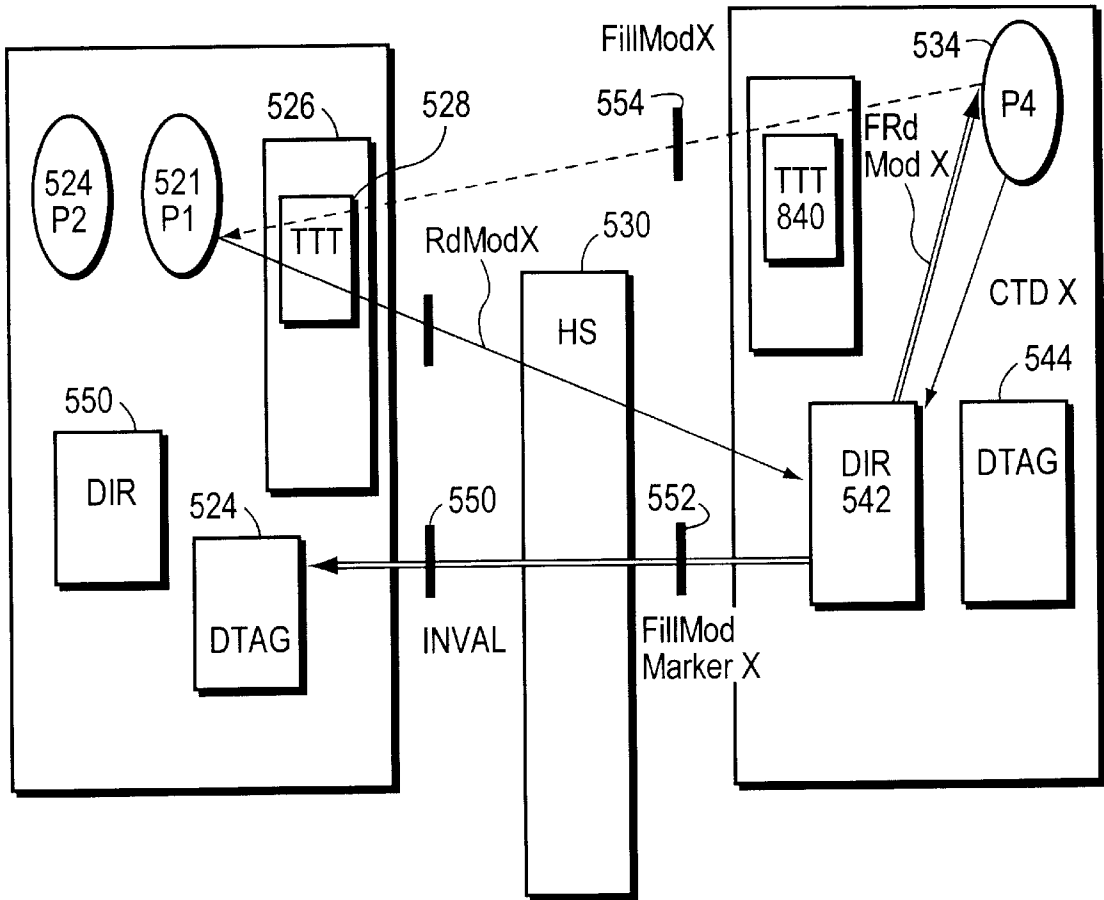 FillModX
534
554
P4
526
528
FRd
Mod X
524
P2
521
P1
TTT
TTT
840
RdModX
530
HS
CTD X
544
550
DIR
DIR
542
DTAG
524
550
552
DTAG
INVAL
FillMod
Marker X